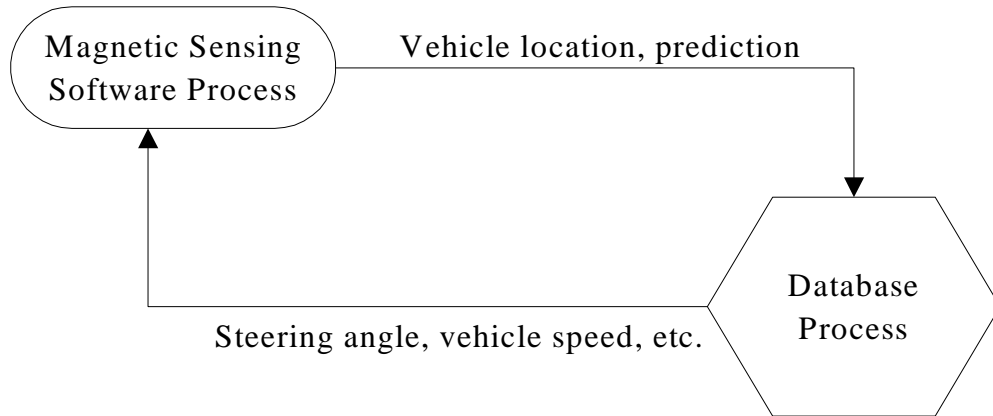 Magnetic Sensing
Software Process
Vehicle location, prediction
Database
Process
Steering angle, vehicle speed, etc.